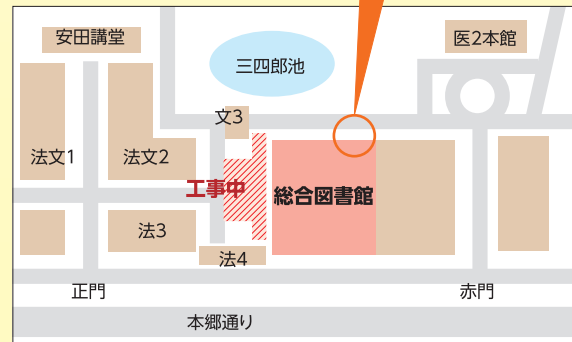 安田講堂
医2本館
三四郎池
文3
法文1
法文2
工事中
総合図書館
法3
法4
正門
赤門
本郷通り